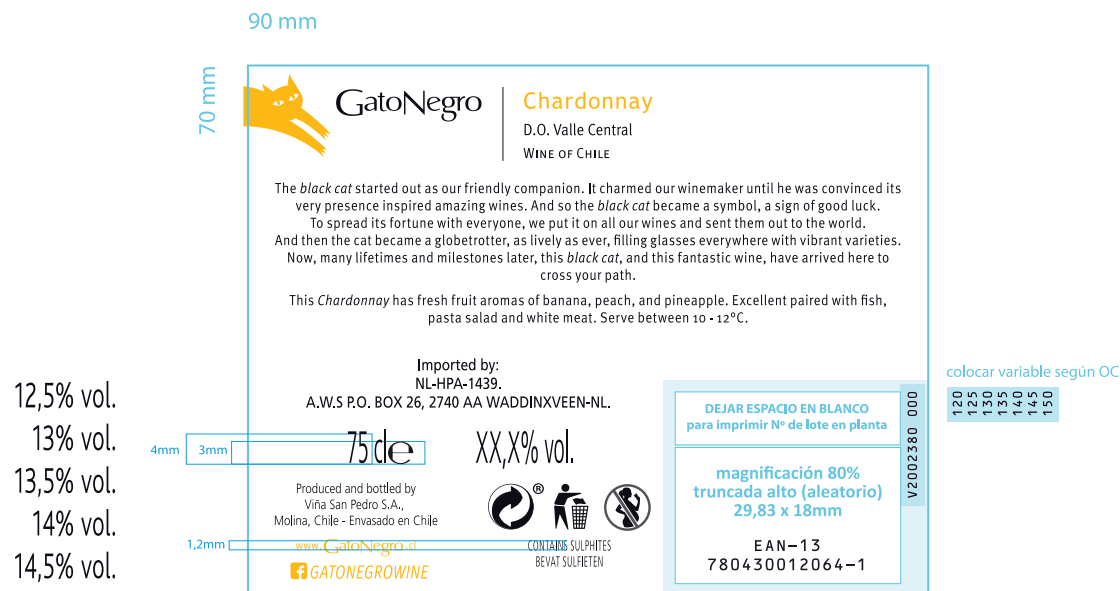 90 mm
70 mm
GatoNegro
Chardonnay
D.O. Valle Central
WINE OF CHILE
The black cat started out as our friendly companion. It charmed our winemaker until he was convinced its
very presence inspired amazing wines. And so the black cat became a symbol, a sign of good luck.
To spread its fortune with everyone, we put it on all our wines and sent them out to the world.
And then the cat became a globetrotter, as lively as ever, filling glasses everywhere with vibrant varieties.
Now, many lifetimes and milestones later, this black cat, and this fantastic wine, have arrived here to
cross your path.
This Chardonnay has fresh fruit aromas of banana, peach, and pineapple. Excellent paired with fish,
pasta salad and white meat. Serve between 10 - 12°C.
Imported by:
NL-HPA-1439.
A.W.S P.O. BOX 26, 2740 AA WADDINXVEEN-NL.
12,5% vol.
13% vol.
13,5% vol.
14% vol.
14,5% vol.
4mm
3mm
75 cl e
XX,X% vol.
Produced and bottled by
Viña San Pedro S.A.,
Molina, Chile - Envasado en Chile
1,2mm
www.GatoNegro.cl
GATONEGROWINE
®
CONTAINS SULPHITES
BEVAT SULFIETEN
DEJAR ESPACIO EN BLANCO
para imprimir Nº de lote en planta
magnificación 80%
truncada alto (aleatorio)
29,83 x 18mm
EAN-13
780430012064-1
V2002380 000
colocar variable según OC
120
125
130
135
140
145
150